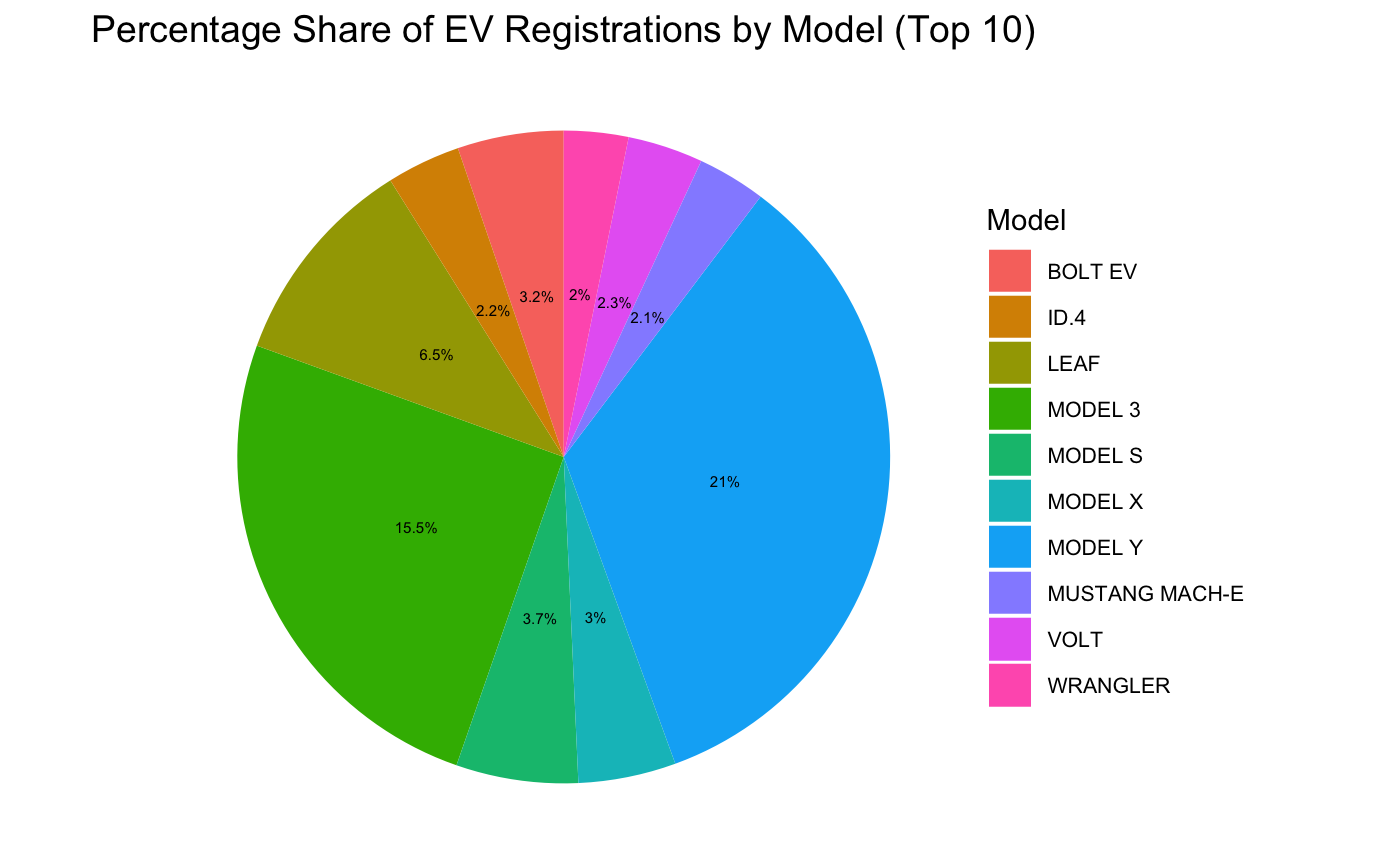 Percentage Share of EV Registrations by Model (Top 10)
3.2%
2%
2.3%
2.2%
2.1%
6.5%
21%
15.5%
3.7%
3%
Model
BOLT EV
ID.4
LEAF
MODEL 3
MODEL S
MODEL X
MODEL Y
MUSTANG MACH-E
VOLT
WRANGLER